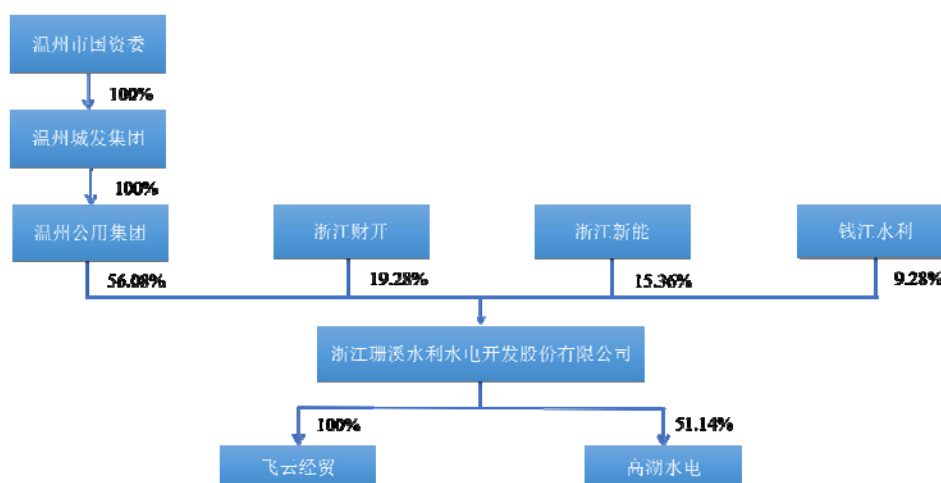 温州市国资委
100%
温州城发集团
100%
温州公用集团
浙江财开
浙江新能
钱江水利
56.08%
19.28%
15.36%
9.28%
浙江珊溪水利水电开发股份有限公司
100%
51.14%
飞云经贸
高湖水电